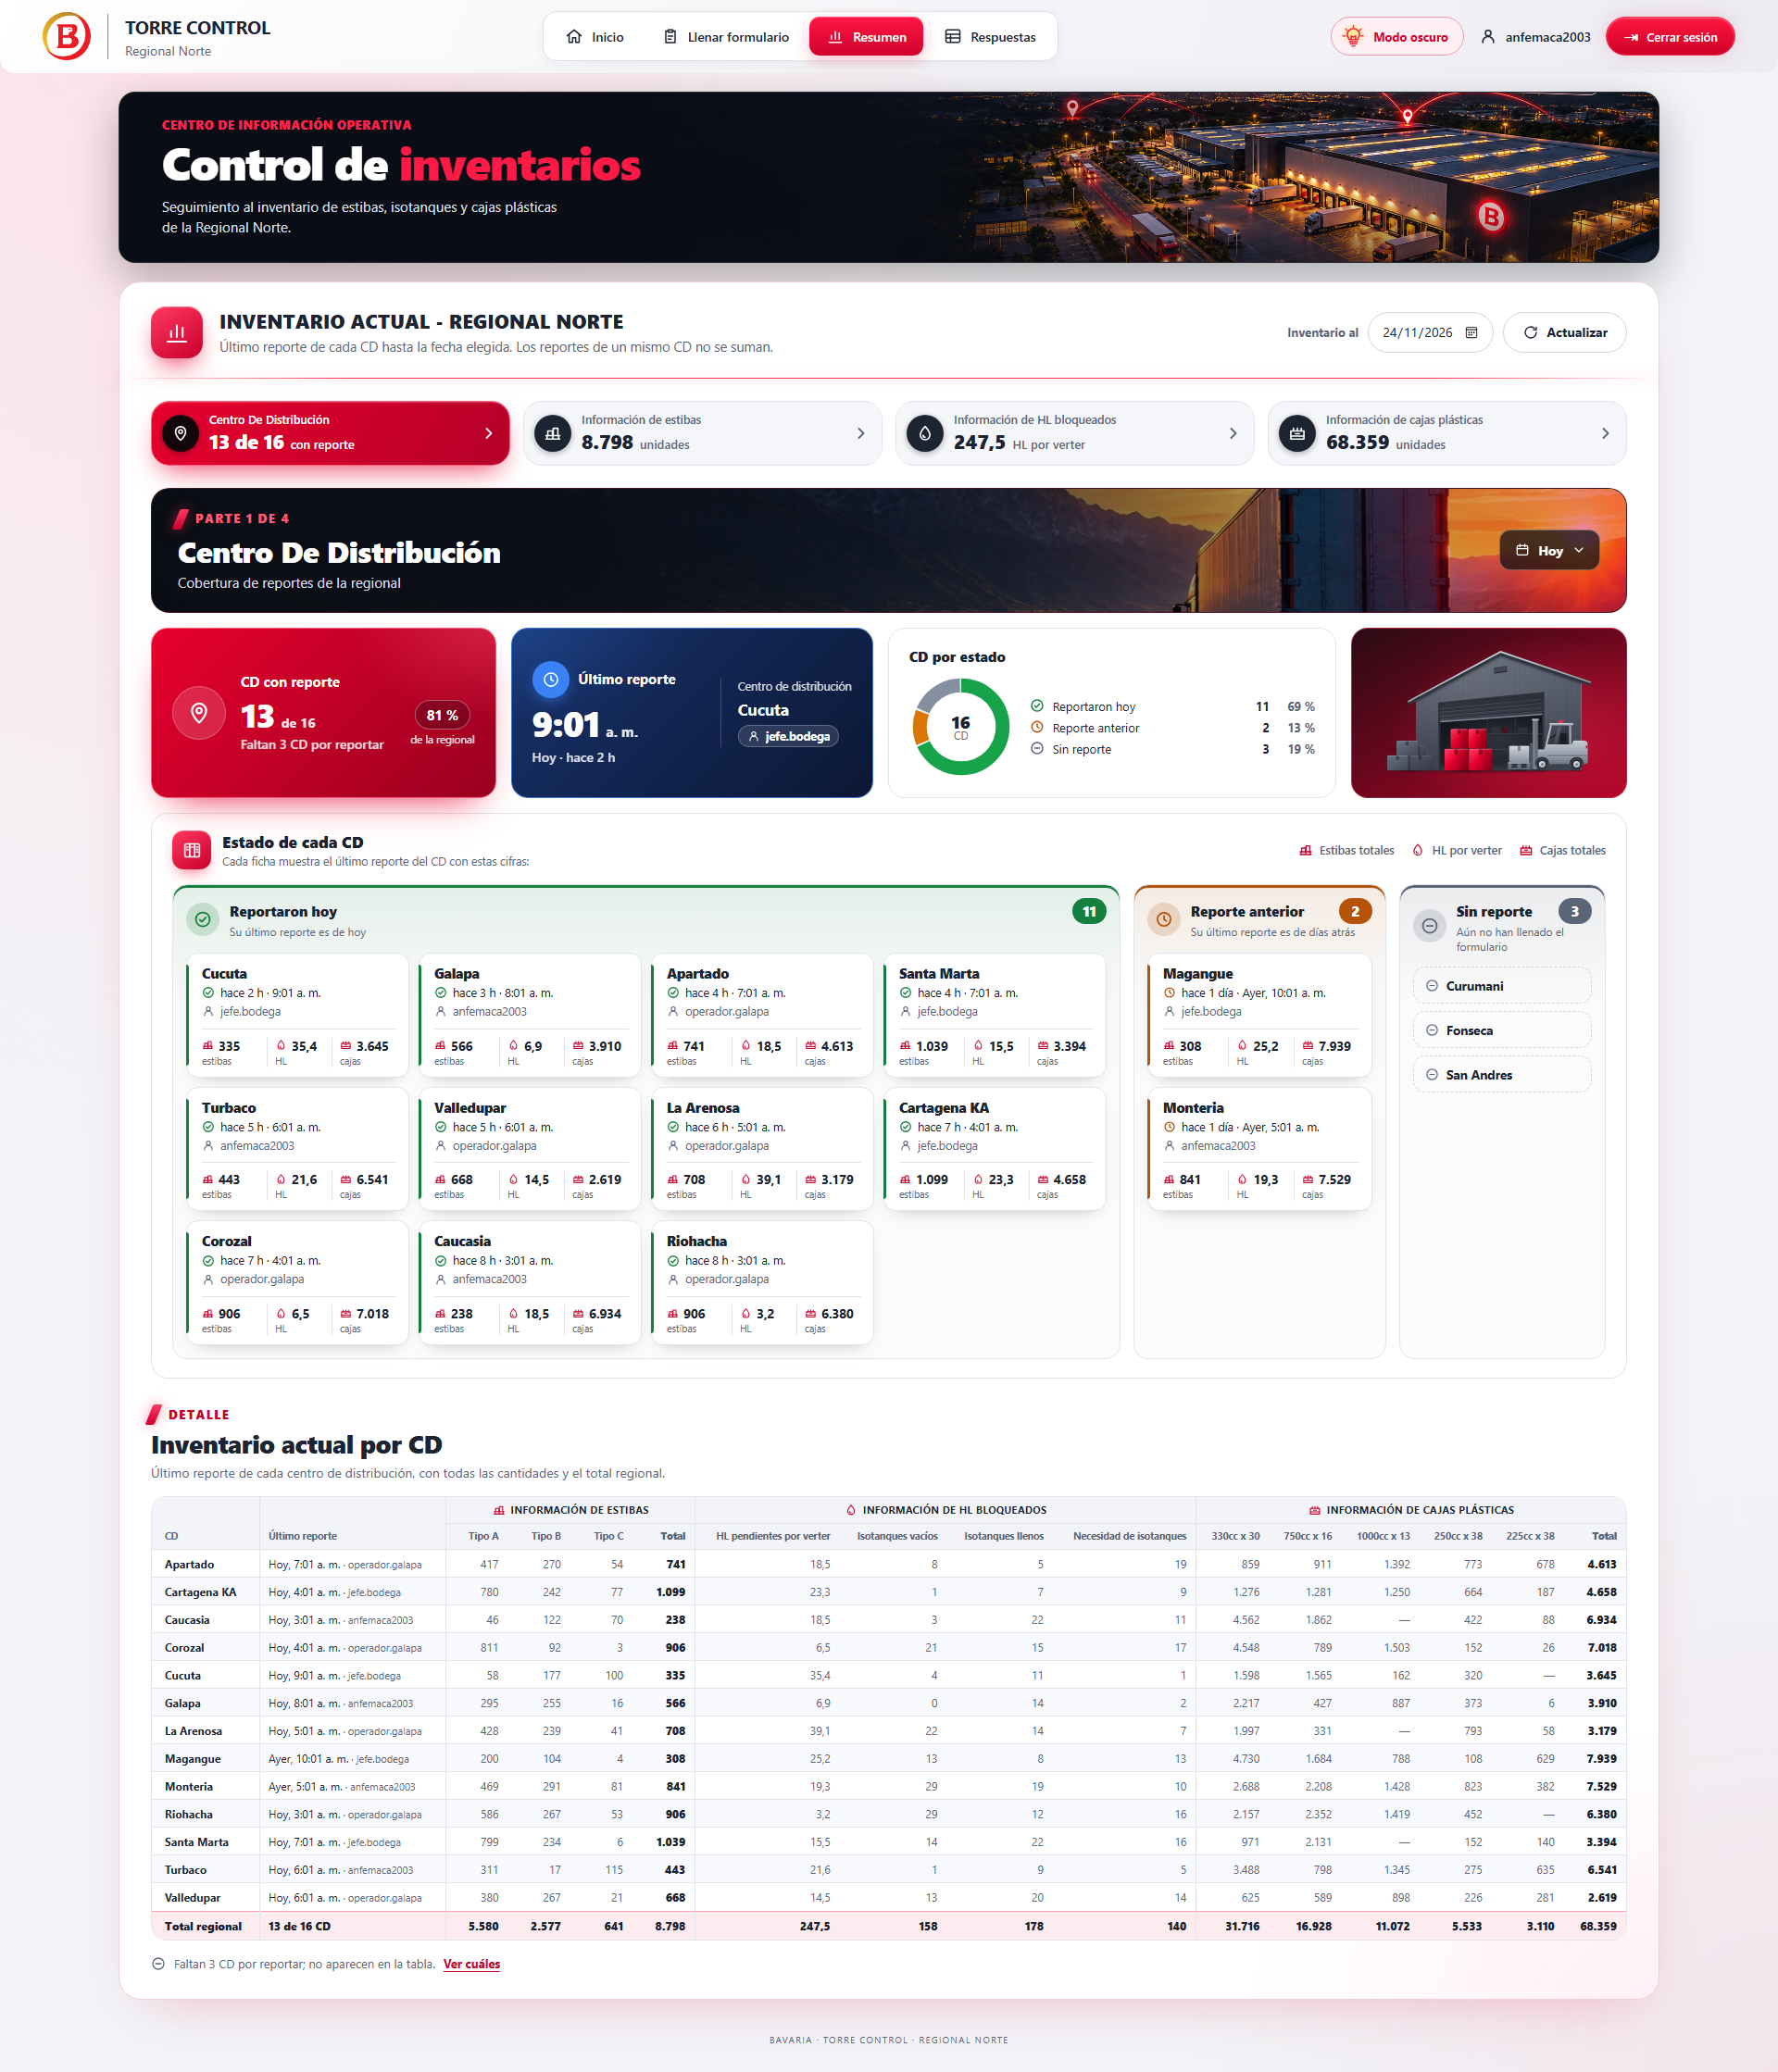 B
TORRE CONTROL
Regional Norte
Inicio
Llenar formulario
Resumen
Respuestas
Modo oscuro
anfemaca2003
Cerrar sesión
CENTRO DE INFORMACIÓN OPERATIVA
Control de inventarios
Seguimiento al inventario de estibas, isotanques y cajas plásticas
de la Regional Norte.
B
INVENTARIO ACTUAL - REGIONAL NORTE
Último reporte de cada CD hasta la fecha elegida. Los reportes de un mismo CD no se suman.
Inventario al
24/11/2026
Actualizar
Centro De Distribución
13 de 16 con reporte
Información de estibas
8.798 unidades
Información de HL bloqueados
247,5 HL por verter
Información de cajas plásticas
68.359 unidades
PARTE 1 DE 4
Centro De Distribución
Cobertura de reportes de la regional
Hoy
CD con reporte
13 de 16
Faltan 3 CD por reportar
81 %
de la regional
Último reporte
9:01 a. m.
Hoy · hace 2 h
Centro de distribución
Cucuta
jefe.bodega
CD por estado
16
CD
Reportaron hoy 11 69 %
Reporte anterior 2 13 %
Sin reporte 3 19 %
Estado de cada CD
Cada ficha muestra el último reporte del CD con estas cifras:
Estibas totales
HL por verter
Cajas totales
Reportaron hoy
Su último reporte es de hoy
11
Cucuta
hace 2 h · 9:01 a. m.
jefe.bodega
335 35,4 3.645
estibas HL cajas
Galapa
hace 3 h · 8:01 a. m.
anfemaca2003
566 6,9 3.910
estibas HL cajas
Apartado
hace 4 h · 7:01 a. m.
operador.galapa
741 18,5 4.613
estibas HL cajas
Santa Marta
hace 4 h · 7:01 a. m.
jefe.bodega
1.039 15,5 3.394
estibas HL cajas
Turbaco
hace 5 h · 6:01 a. m.
anfemaca2003
443 21,6 6.541
estibas HL cajas
Valledupar
hace 5 h · 6:01 a. m.
operador.galapa
668 14,5 2.619
estibas HL cajas
La Arenosa
hace 6 h · 5:01 a. m.
operador.galapa
708 39,1 3.179
estibas HL cajas
Cartagena KA
hace 7 h · 4:01 a. m.
jefe.bodega
1.099 23,3 4.658
estibas HL cajas
Corozal
hace 7 h · 4:01 a. m.
operador.galapa
906 6,5 7.018
estibas HL cajas
Caucasia
hace 8 h · 3:01 a. m.
anfemaca2003
238 18,5 6.934
estibas HL cajas
Riohacha
hace 8 h · 3:01 a. m.
operador.galapa
906 3,2 6.380
estibas HL cajas
Reporte anterior
Su último reporte es de días atrás
2
Magangue
hace 1 día · Ayer, 10:01 a. m.
jefe.bodega
308 25,2 7.939
estibas HL cajas
Monteria
hace 1 día · Ayer, 5:01 a. m.
anfemaca2003
841 19,3 7.529
estibas HL cajas
Sin reporte
Aún no han llenado el
formulario
3
Curumani
Fonseca
San Andres
DETALLE
Inventario actual por CD
Último reporte de cada centro de distribución, con todas las cantidades y el total regional.
INFORMACIÓN DE ESTIBAS INFORMACIÓN DE HL BLOQUEADOS INFORMACIÓN DE CAJAS PLÁSTICAS
CD Último reporte Tipo A Tipo B Tipo C Total HL pendientes por verter Isotanques vacíos Isotanques llenos Necesidad de isotanques 330cc x 30 750cc x 16 1000cc x 13 250cc x 38 225cc x 38 Total
Apartado Hoy, 7:01 a. m. · operador.galapa 417 270 54 741 18,5 8 5 19 859 911 1.392 773 678 4.613
Cartagena KA Hoy, 4:01 a. m. · jefe.bodega 780 242 77 1.099 23,3 1 7 9 1.276 1.281 1.250 664 187 4.658
Caucasia Hoy, 3:01 a. m. · anfemaca2003 46 122 70 238 18,5 3 22 11 4.562 1.862 — 422 88 6.934
Corozal Hoy, 4:01 a. m. · operador.galapa 811 92 3 906 6,5 21 15 17 4.548 789 1.503 152 26 7.018
Cucuta Hoy, 9:01 a. m. · jefe.bodega 58 177 100 335 35,4 4 11 1 1.598 1.565 162 320 — 3.645
Galapa Hoy, 8:01 a. m. · anfemaca2003 295 255 16 566 6,9 0 14 2 2.217 427 887 373 6 3.910
La Arenosa Hoy, 5:01 a. m. · operador.galapa 428 239 41 708 39,1 22 14 7 1.997 331 — 793 58 3.179
Magangue Ayer, 10:01 a. m. · jefe.bodega 200 104 4 308 25,2 13 8 13 4.730 1.684 788 108 629 7.939
Monteria Ayer, 5:01 a. m. · anfemaca2003 469 291 81 841 19,3 29 19 10 2.688 2.208 1.428 823 382 7.529
Riohacha Hoy, 3:01 a. m. · operador.galapa 586 267 53 906 3,2 29 12 16 2.157 2.352 1.419 452 — 6.380
Santa Marta Hoy, 7:01 a. m. · jefe.bodega 799 234 6 1.039 15,5 14 22 16 971 2.131 — 152 140 3.394
Turbaco Hoy, 6:01 a. m. · anfemaca2003 311 17 115 443 21,6 1 9 5 3.488 798 1.345 275 635 6.541
Valledupar Hoy, 6:01 a. m. · operador.galapa 380 267 21 668 14,5 13 20 14 625 589 898 226 281 2.619
Total regional 13 de 16 CD 5.580 2.577 641 8.798 247,5 158 178 140 31.716 16.928 11.072 5.533 3.110 68.359
Faltan 3 CD por reportar; no aparecen en la tabla. Ver cuáles
BAVARIA · TORRE CONTROL · REGIONAL NORTE